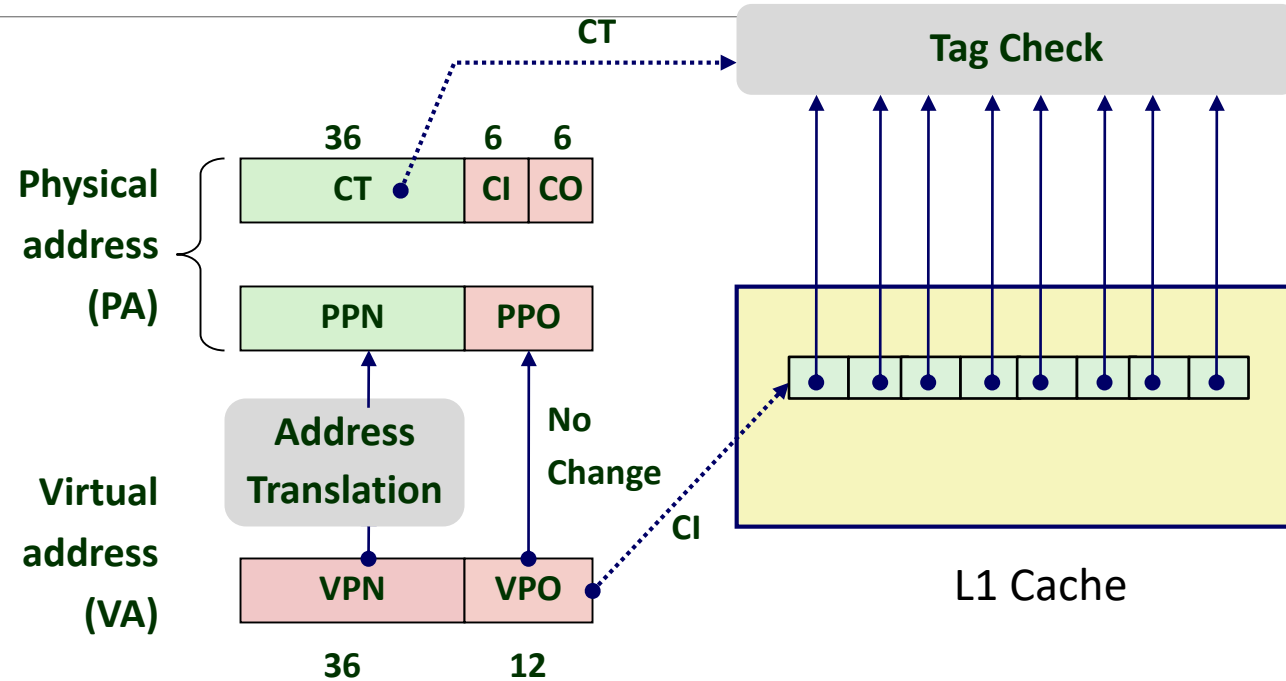 CT
Tag Check
36 6 6
Physical
address
(PA)
CT CI CO
PPN PPO
Address
Translation
No
Change
Virtual
address
(VA)
CI
VPN VPO
L1 Cache
36 12